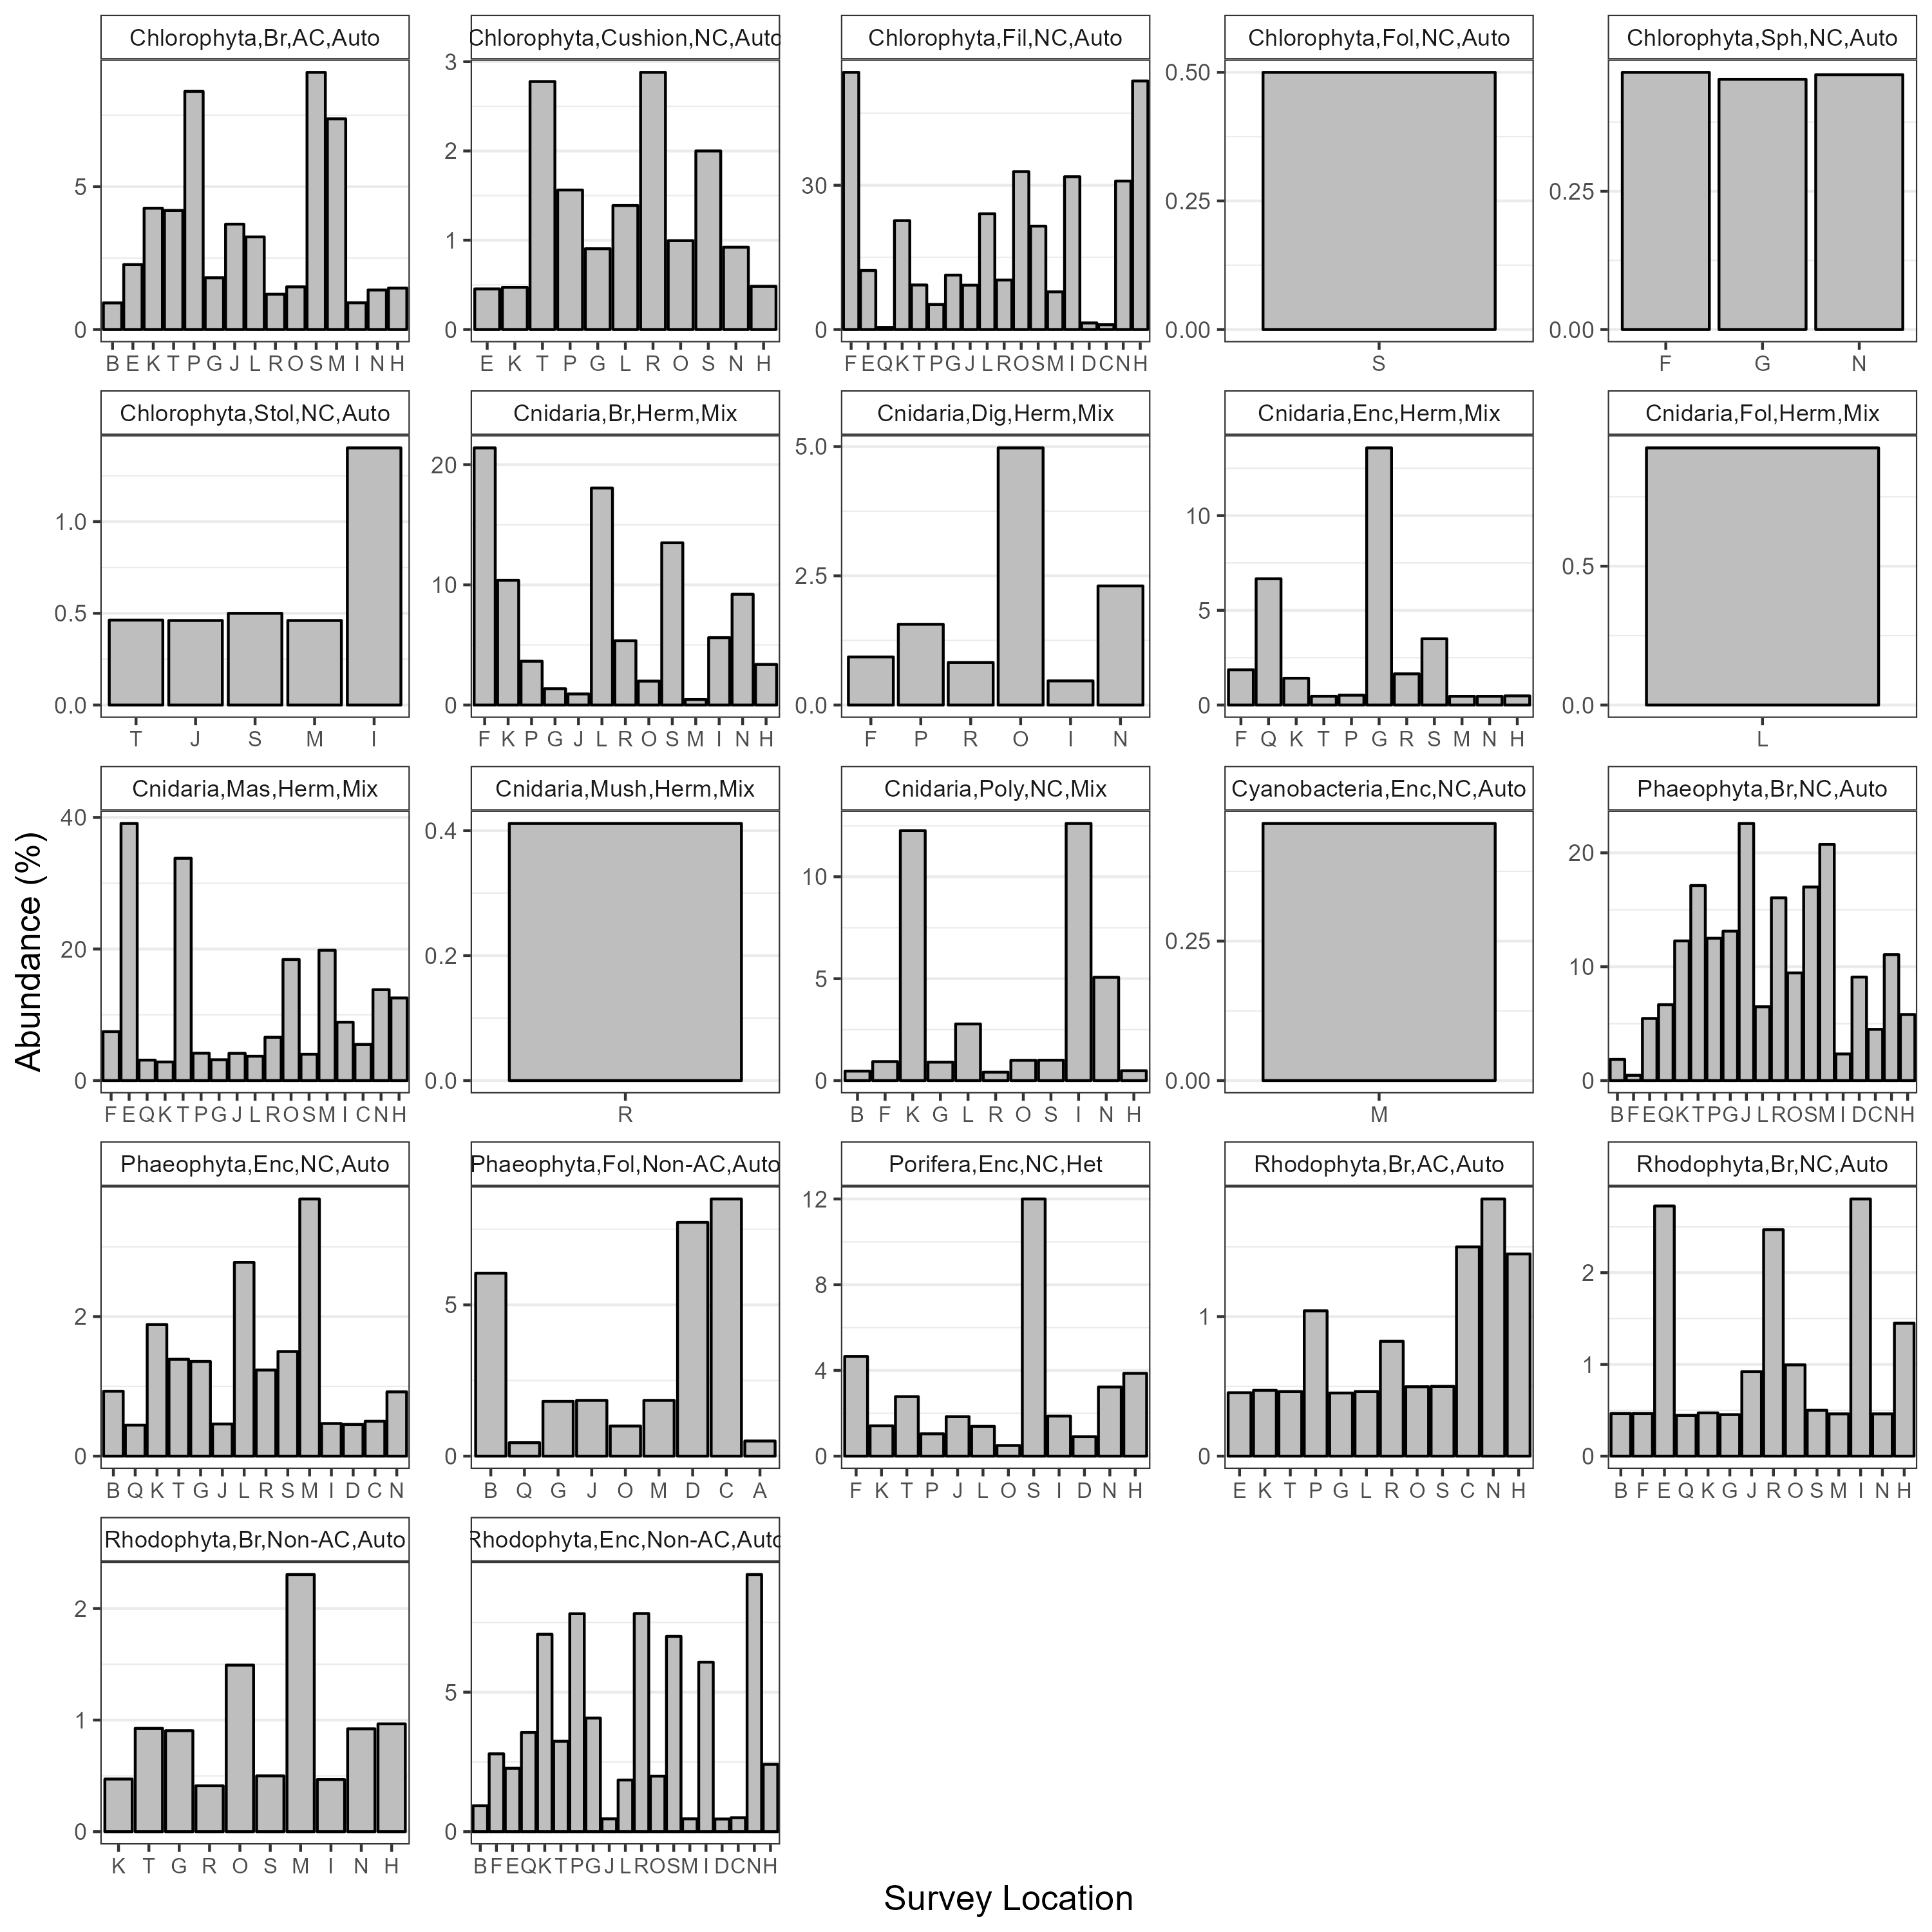 Chlorophyta,Br,AC,Auto
Chlorophyta,Cushion,NC,Auto
Chlorophyta,Fil,NC,Auto
Chlorophyta,Fol,NC,Auto
Chlorophyta,Sph,NC,Auto
5
0
B E K T P G J L R O S M I N H
3
2
1
0
E K T P G L R O S N H
30
0
F E Q K T P G J L R O S M I D C N H
0.50
0.25
0.00
S
0.25
0.00
F G N
Chlorophyta,Stol,NC,Auto
Cnidaria,Br,Herm,Mix
Cnidaria,Dig,Herm,Mix
Cnidaria,Enc,Herm,Mix
Cnidaria,Fol,Herm,Mix
1.0
0.5
0.0
T J S M I
20
10
0
F K P G J L R O S M I N H
5.0
2.5
0.0
F P R O I N
10
5
0
F Q K T P G R S M N H
0.5
0.0
L
Cnidaria,Mas,Herm,Mix
Cnidaria,Mush,Herm,Mix
Cnidaria,Poly,NC,Mix
Cyanobacteria,Enc,NC,Auto
Phaeophyta,Br,NC,Auto
40
20
0
F E Q K T P G J L R O S M I C N H
0.4
0.2
0.0
R
10
5
0
B F K G L R O S I N H
0.25
0.00
M
20
10
0
B F E Q K T P G J L R O S M I D C N H
Phaeophyta,Enc,NC,Auto
Phaeophyta,Fol,Non-AC,Auto
Porifera,Enc,NC,Het
Rhodophyta,Br,AC,Auto
Rhodophyta,Br,NC,Auto
2
0
B Q K T G J L R S M I D C N
5
0
B Q G J O M D C A
12
8
4
0
F K T P J L O S I D N H
1
0
E K T P G L R O S C N H
2
1
0
B F E Q K G J R O S M I N H
Rhodophyta,Br,Non-AC,Auto
Rhodophyta,Enc,Non-AC,Auto
2
1
0
K T G R O S M I N H
5
0
B F E Q K T P G J L R O S M I D C N H
Abundance (%)
Survey Location